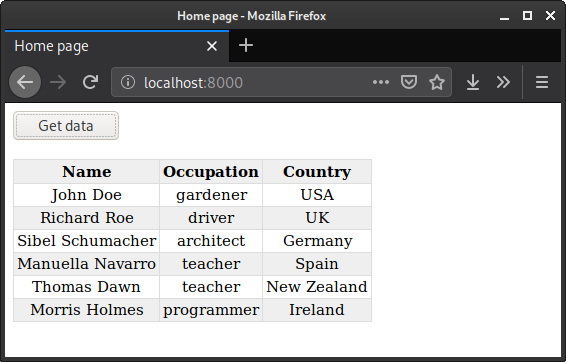 Home page - Mozilla Firefox
Home page
localhost:8000
Get data
Name Occupation Country
John Doe gardener USA
Richard Roe driver UK
Sibel Schumacher architect Germany
Manuella Navarro teacher Spain
Thomas Dawn teacher New Zealand
Morris Holmes programmer Ireland